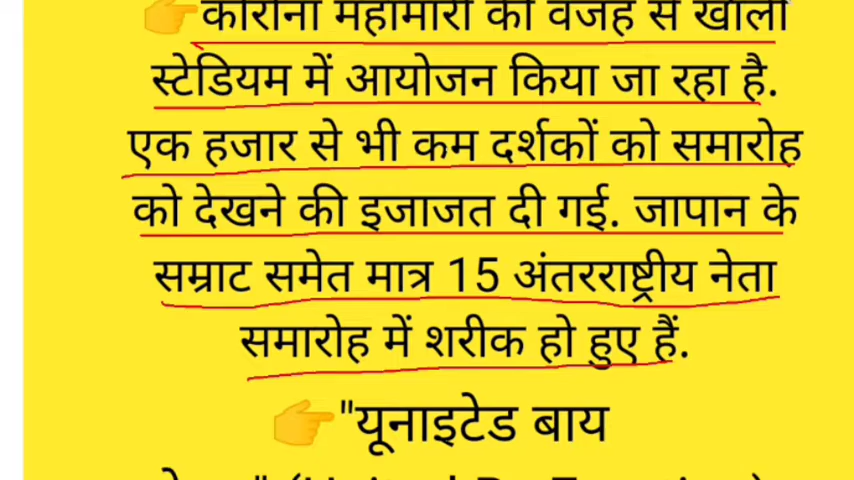 👉कोरोना महामारी की वजह से खाली
स्टेडियम में आयोजन किया जा रहा है.
एक हजार से भी कम दर्शकों को समारोह
को देखने की इजाजत दी गई. जापान के
सम्राट समेत मात्र 15 अंतरराष्ट्रीय नेता
समारोह में शरीक हो हुए हैं.
👉"यूनाइटेड बाय